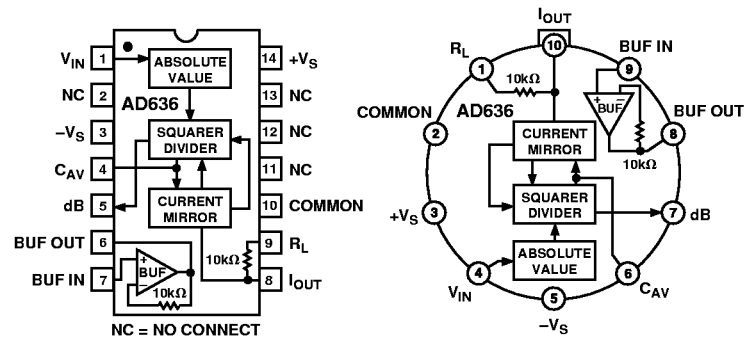 V_IN 1
NC 2
−V_S 3
C_AV 4
dB 5
BUF OUT 6
BUF IN 7
14 +V_S
13 NC
12 NC
11 NC
10 COMMON
9 R_L
8 I_OUT
ABSOLUTE
VALUE
AD636
SQUARER
DIVIDER
CURRENT
MIRROR
+
BUF
−
10kΩ
10kΩ
NC = NO CONNECT
I_OUT
10
R_L
1
BUF IN
9
10kΩ
COMMON
2
AD636
+ −
BUF
BUF OUT
8
10kΩ
CURRENT
MIRROR
+V_S
3
SQUARER
DIVIDER
7
dB
ABSOLUTE
VALUE
V_IN
4
5
−V_S
6
C_AV